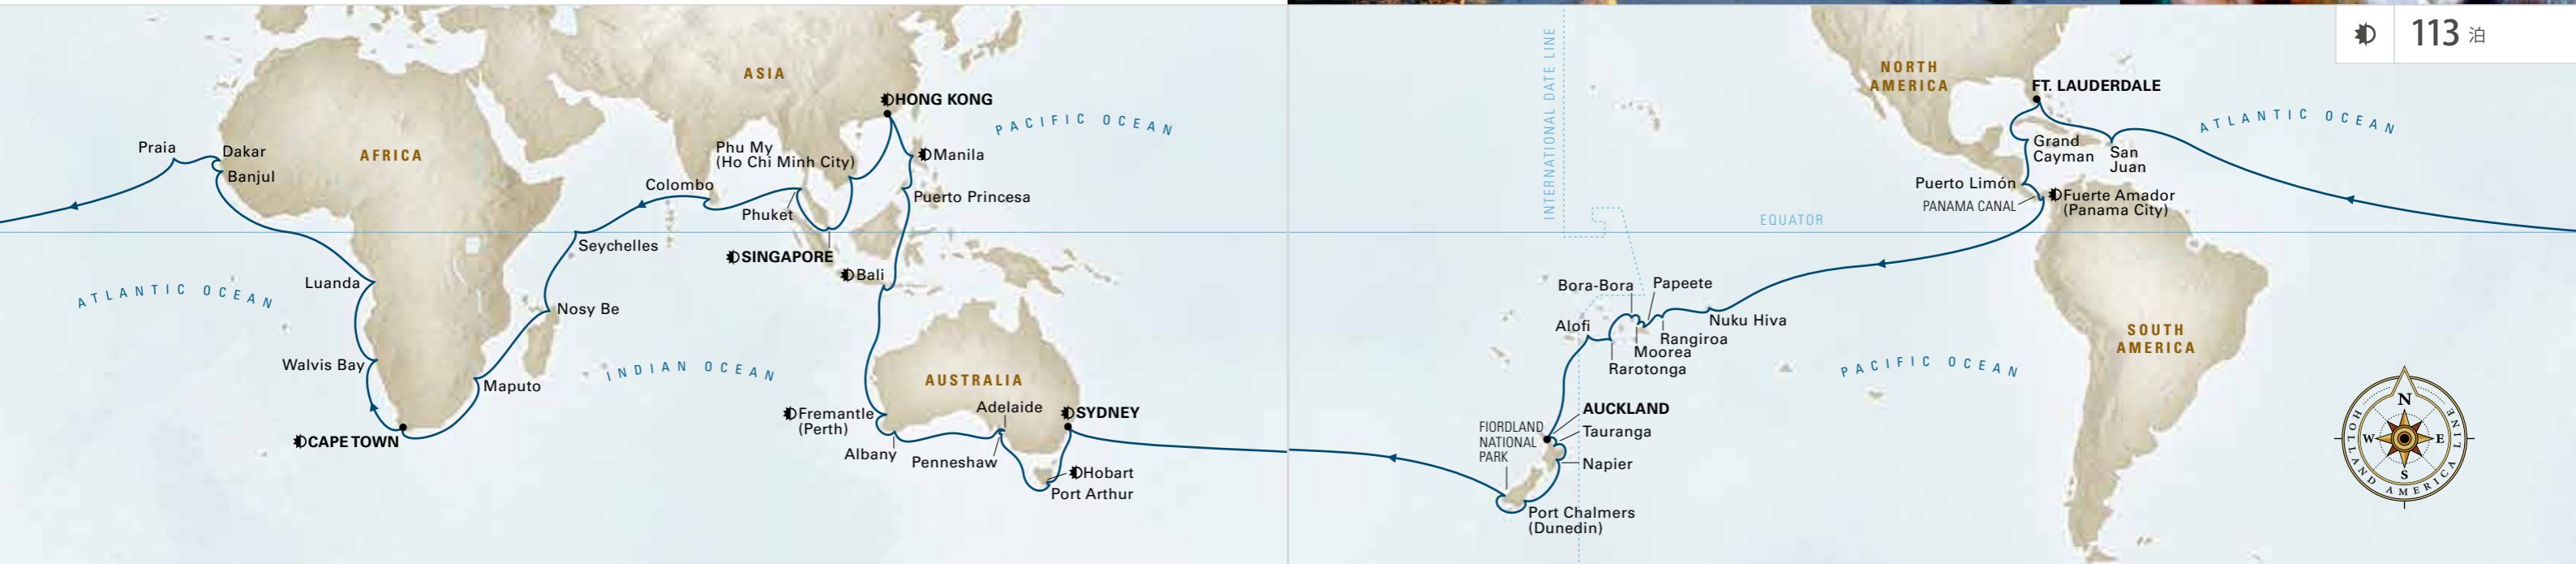 113 泊
ASIA
NORTH
AMERICA
HONG KONG
PACIFIC OCEAN
INTERNATIONAL DATE LINE
FT. LAUDERDALE
ATLANTIC OCEAN
Praia
Dakar
Banjul
AFRICA
Phu My
(Ho Chi Minh City)
Manila
Grand
Cayman
San
Juan
Colombo
Phuket
Puerto Princesa
Puerto Limón
PANAMA CANAL
Fuerte Amador
(Panama City)
EQUATOR
Seychelles
SINGAPORE
Bali
Luanda
ATLANTIC OCEAN
Nosy Be
Bora-Bora
Papeete
Alofi
Nuku Hiva
Rangiroa
Moorea
Rarotonga
SOUTH
AMERICA
Walvis Bay
Maputo
INDIAN OCEAN
AUSTRALIA
PACIFIC OCEAN
CAPE TOWN
Fremantle
(Perth)
Adelaide
SYDNEY
AUCKLAND
FIORDLAND
NATIONAL
PARK
Tauranga
Napier
Albany
Penneshaw
Hobart
Port Arthur
Port Chalmers
(Dunedin)
N
W
E
S
HOLLAND AMERICA LINE